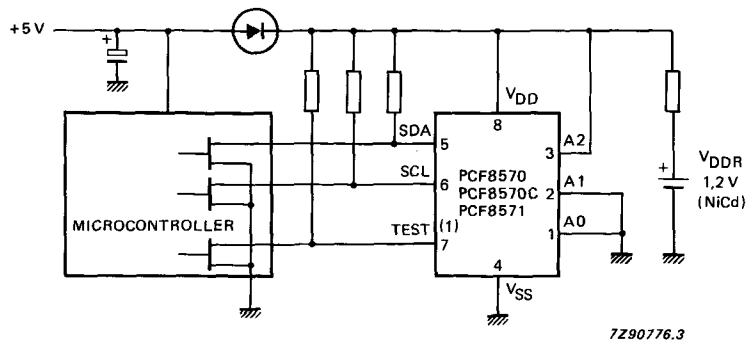 +5 V
+
V DD
8
SDA
5
A2
3
SCL
6
PCF8570
PCF8570C
PCF8571
A1
2
V DDR
1,2 V
(NiCd)
+
MICROCONTROLLER
TEST
(1)
7
A0
1
4
V SS
7Z90776.3